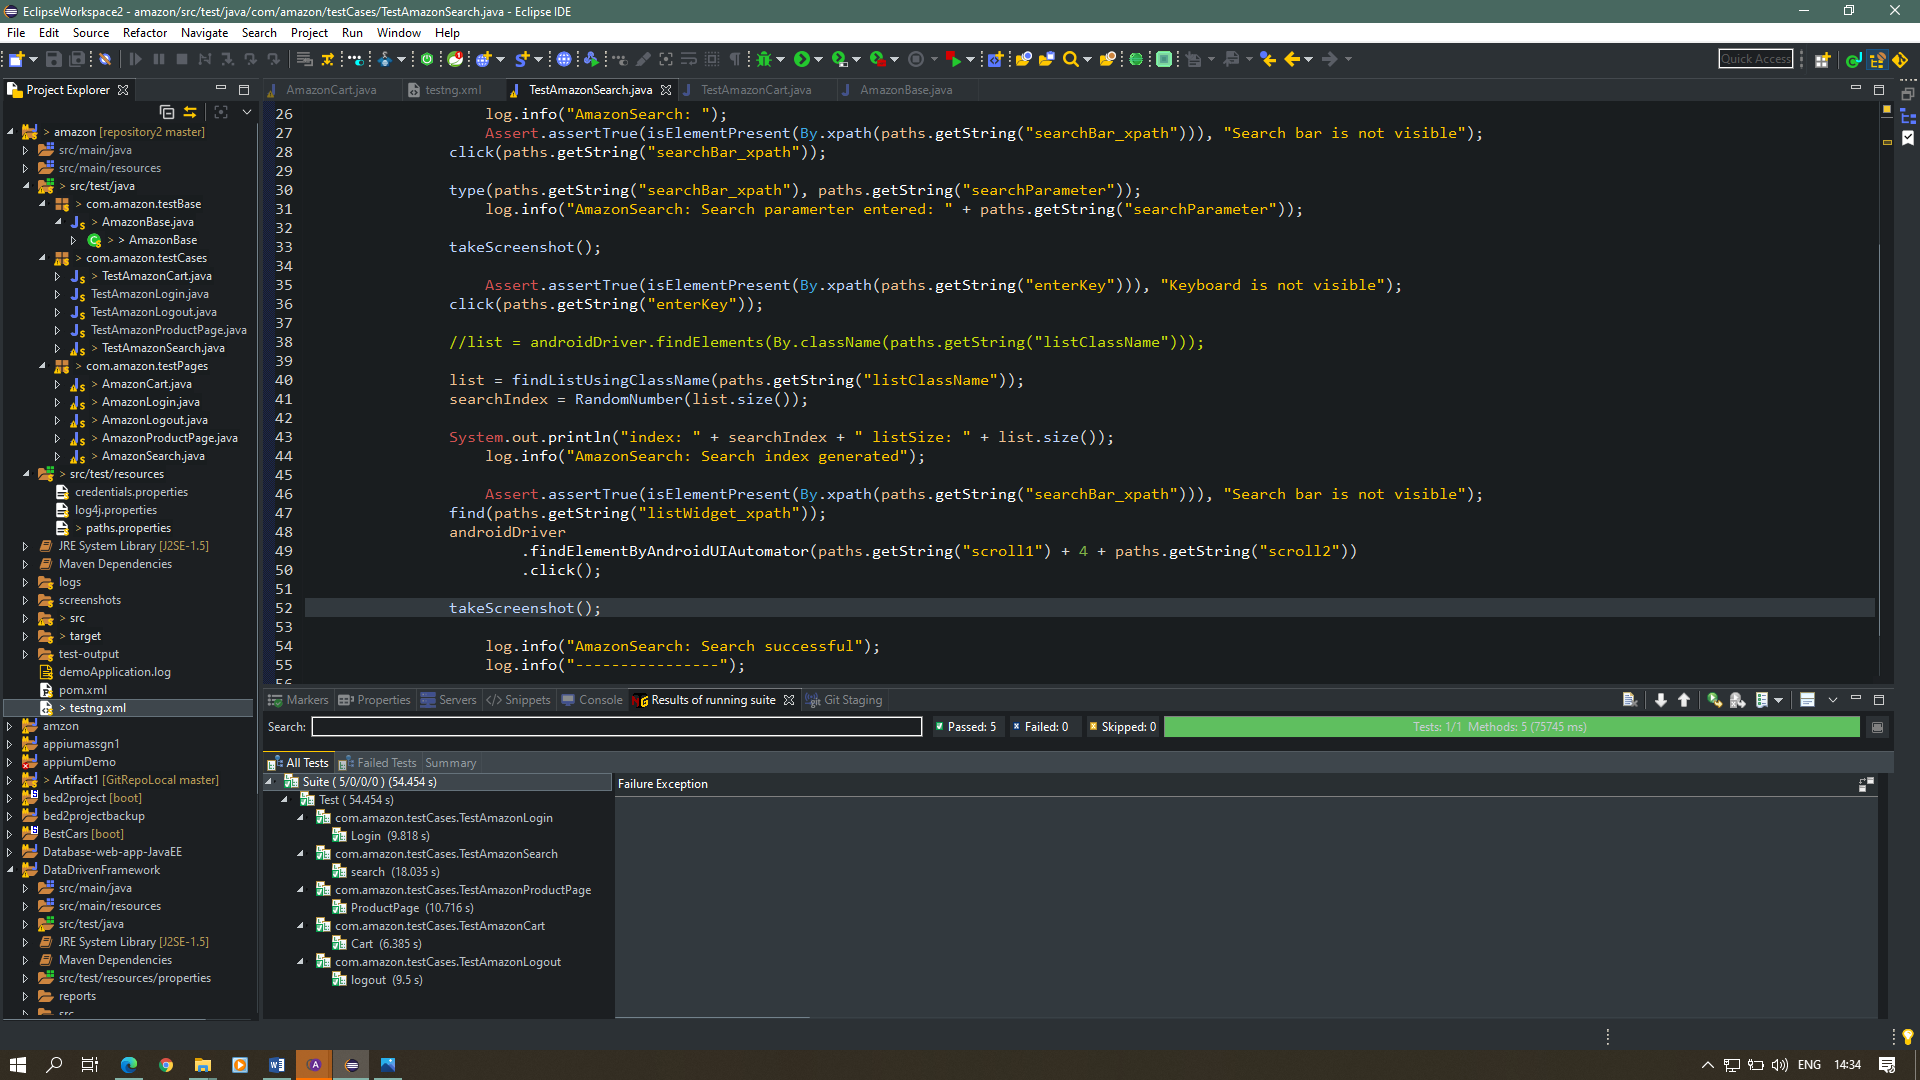 EclipseWorkspace2 - amazon/src/test/java/com/amazon/testCases/TestAmazonSearch.java - Eclipse IDE
File Edit Source Refactor Navigate Search Project Run Window Help
Quick Access
Project Explorer
AmazonCart.java testng.xml TestAmazonSearch.java TestAmazonCart.java AmazonBase.java
> amazon [repository2 master]
src/main/java
src/main/resources
> src/test/java
> com.amazon.testBase
> AmazonBase.java
> > AmazonBase
> com.amazon.testCases
> TestAmazonCart.java
> TestAmazonLogin.java
> TestAmazonLogout.java
> TestAmazonProductPage.java
> TestAmazonSearch.java
> com.amazon.testPages
> AmazonCart.java
> AmazonLogin.java
> AmazonLogout.java
> AmazonProductPage.java
> AmazonSearch.java
> src/test/resources
credentials.properties
log4j.properties
> paths.properties
JRE System Library [J2SE-1.5]
Maven Dependencies
logs
screenshots
> src
> target
test-output
demoApplication.log
pom.xml
> testng.xml
amzon
appiumassgn1
appiumDemo
> Artifact1 [GitRepoLocal master]
bed2project [boot]
bed2projectbackup
BestCars [boot]
Database-web-app-JavaEE
DataDrivenFramework
src/main/java
src/main/resources
src/test/java
JRE System Library [J2SE-1.5]
Maven Dependencies
src/test/resources/properties
reports
src
26 log.info("AmazonSearch: ");
27 Assert.assertTrue(isElementPresent(By.xpath(paths.getString("searchBar_xpath"))), "Search bar is not visible");
28 click(paths.getString("searchBar_xpath"));
29
30 type(paths.getString("searchBar_xpath"), paths.getString("searchParameter"));
31 log.info("AmazonSearch: Search paramerter entered: " + paths.getString("searchParameter"));
32
33 takeScreenshot();
34
35 Assert.assertTrue(isElementPresent(By.xpath(paths.getString("enterKey"))), "Keyboard is not visible");
36 click(paths.getString("enterKey"));
37
38 //list = androidDriver.findElements(By.className(paths.getString("listClassName")));
39
40 list = findListUsingClassName(paths.getString("listClassName"));
41 searchIndex = RandomNumber(list.size());
42
43 System.out.println("index: " + searchIndex + " listSize: " + list.size());
44 log.info("AmazonSearch: Search index generated");
45
46 Assert.assertTrue(isElementPresent(By.xpath(paths.getString("searchBar_xpath"))), "Search bar is not visible");
47 find(paths.getString("listWidget_xpath"));
48 androidDriver
49 .findElementByAndroidUIAutomator(paths.getString("scroll1") + 4 + paths.getString("scroll2"))
50 .click();
51
52 takeScreenshot();
53
54 log.info("AmazonSearch: Search successful");
55 log.info("----------------");
56
Markers Properties Servers Snippets Console Results of running suite Git Staging
Search: Passed: 5 Failed: 0 Skipped: 0 Tests: 1/1 Methods: 5 (75745 ms)
All Tests Failed Tests Summary
Suite ( 5/0/0/0 ) (54.454 s)
Test ( 54.454 s)
com.amazon.testCases.TestAmazonLogin
Login (9.818 s)
com.amazon.testCases.TestAmazonSearch
search (18.035 s)
com.amazon.testCases.TestAmazonProductPage
ProductPage (10.716 s)
com.amazon.testCases.TestAmazonCart
Cart (6.385 s)
com.amazon.testCases.TestAmazonLogout
logout (9.5 s)
Failure Exception
ENG 14:34